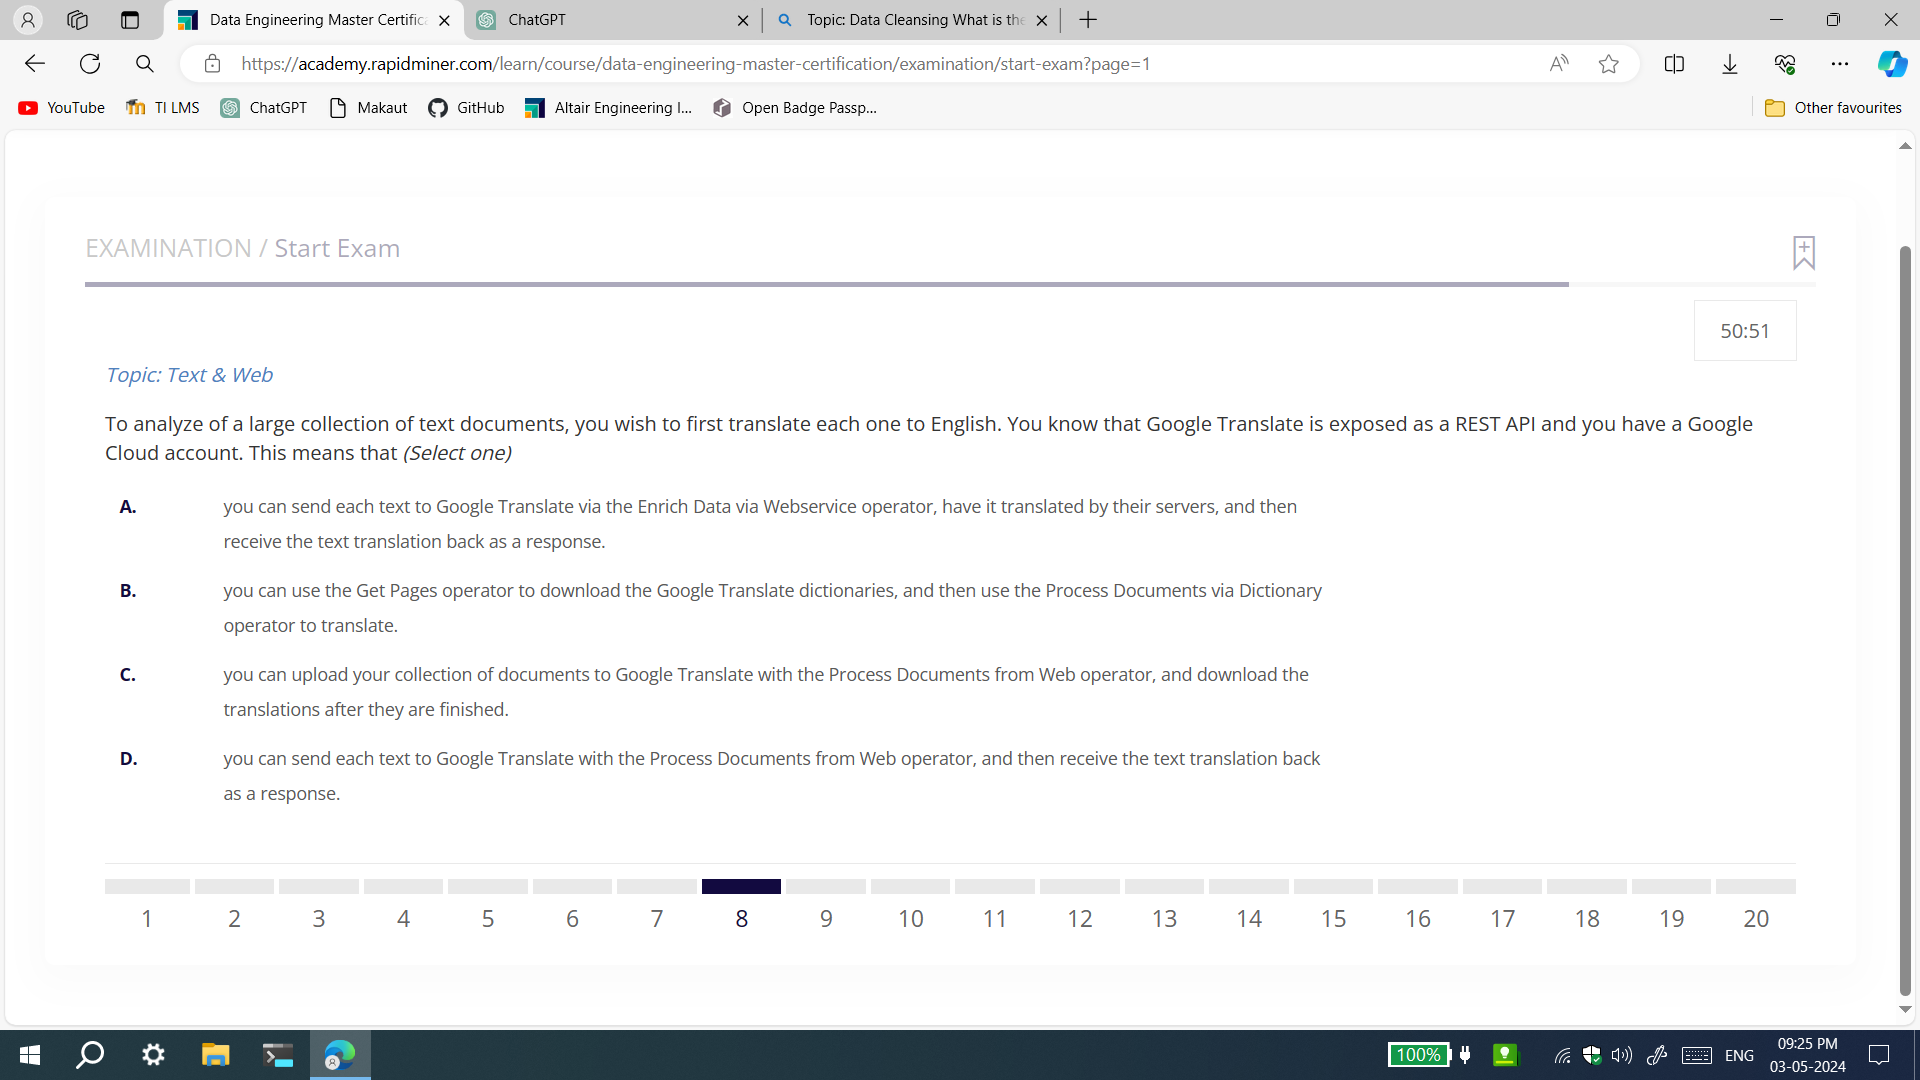 Data Engineering Master Certific
ChatGPT
Topic: Data Cleansing What is the
https://academy.rapidminer.com/learn/course/data-engineering-master-certification/examination/start-exam?page=1
YouTube
TI LMS
ChatGPT
Makaut
GitHub
Altair Engineering I...
Open Badge Passp...
Other favourites
EXAMINATION / Start Exam
50:51
Topic: Text & Web
To analyze of a large collection of text documents, you wish to first translate each one to English. You know that Google Translate is exposed as a REST API and you have a Google
Cloud account. This means that (Select one)
A. you can send each text to Google Translate via the Enrich Data via Webservice operator, have it translated by their servers, and then
receive the text translation back as a response.
B. you can use the Get Pages operator to download the Google Translate dictionaries, and then use the Process Documents via Dictionary
operator to translate.
C. you can upload your collection of documents to Google Translate with the Process Documents from Web operator, and download the
translations after they are finished.
D. you can send each text to Google Translate with the Process Documents from Web operator, and then receive the text translation back
as a response.
1 2 3 4 5 6 7 8 9 10 11 12 13 14 15 16 17 18 19 20
100%
ENG
09:25 PM
03-05-2024